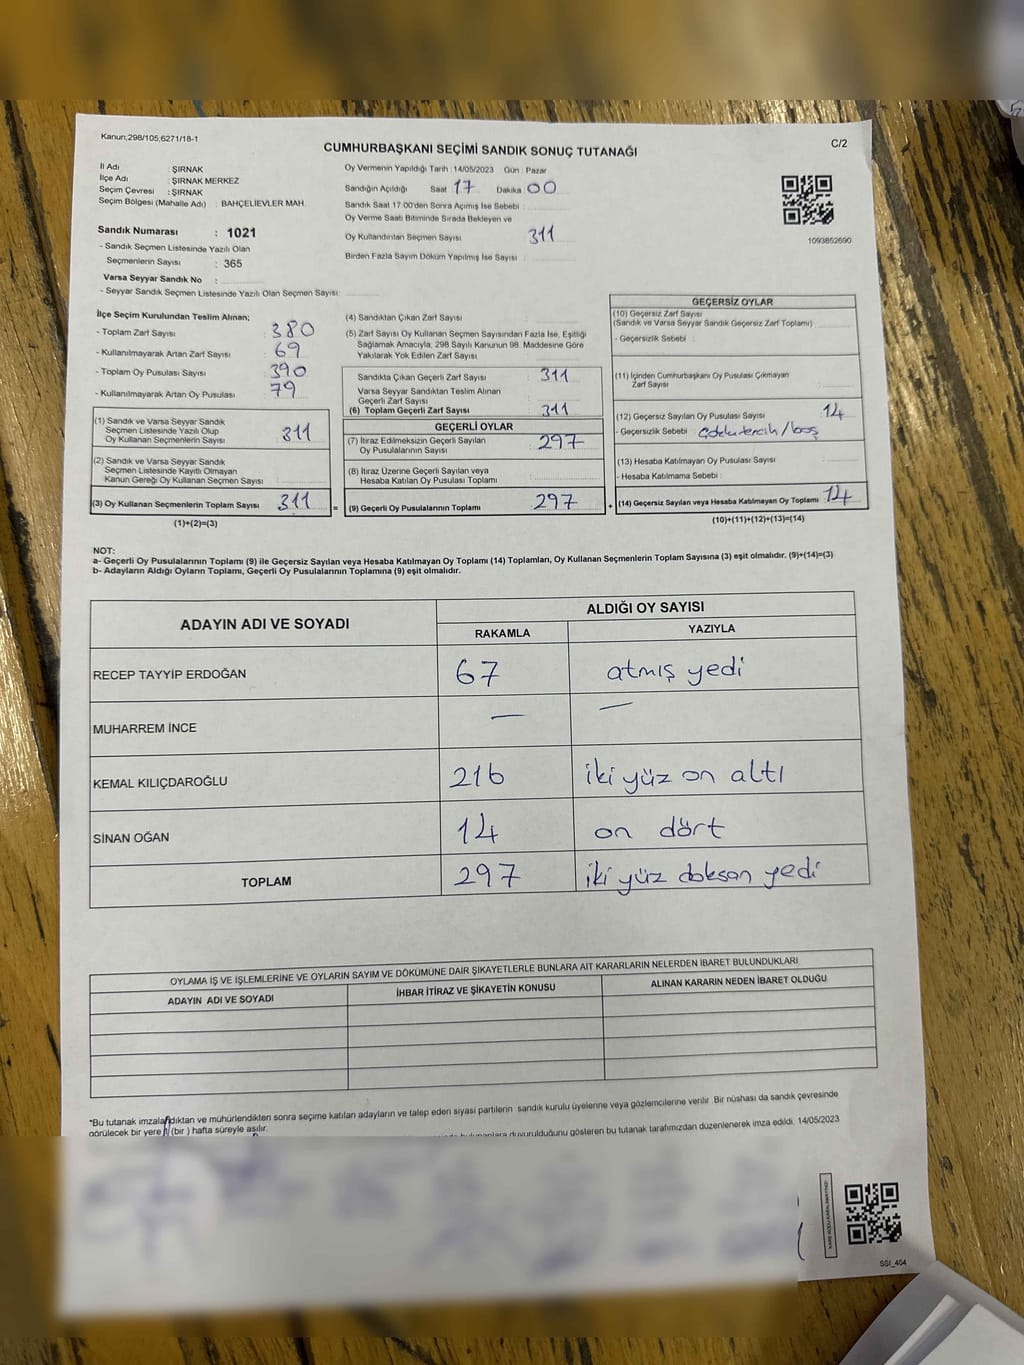 Kanun;298/105;6271/18-1
C/2
CUMHURBAŞKANI SEÇİMİ SANDIK SONUÇ TUTANAĞI
İl Adı : ŞIRNAK
İlçe Adı : ŞIRNAK MERKEZ
Seçim Çevresi : ŞIRNAK
Seçim Bölgesi (Mahalle Adı) : BAHÇELİEVLER MAH.
Sandık Numarası : 1021
- Sandık Seçmen Listesinde Yazılı Olan
Seçmenlerin Sayısı : 365
Varsa Seyyar Sandık No :
- Seyyar Sandık Seçmen Listesinde Yazılı Olan Seçmen Sayısı:
Oy Vermenin Yapıldığı Tarih : 14/05/2023 Gün : Pazar
Sandığın Açıldığı Saat 17 Dakika 00
Sandık Saat 17:00'den Sonra Açımış İse Sebebi :
Oy Verme Saati Bitiminde Sırada Bekleyen ve
Oy Kullandırılan Seçmen Sayısı 311
Birden Fazla Sayım Döküm Yapılmış İse Sayısı :
1093852690
İlçe Seçim Kurulundan Teslim Alınan;
- Toplam Zarf Sayısı : 380
- Kullanılmayarak Artan Zarf Sayısı : 69
- Toplam Oy Pusulası Sayısı : 390
- Kullanılmayarak Artan Oy Pusulası : 79
(1) Sandık ve Varsa Seyyar Sandık
Seçmen Listesinde Yazılı Olup
Oy Kullanan Seçmenlerin Sayısı : 311
(2) Sandık ve Varsa Seyyar Sandık
Seçmen Listesinde Kayıtlı Olmayan
Kanun Gereği Oy Kullanan Seçmen Sayısı :
(3) Oy Kullanan Seçmenlerin Toplam Sayısı : 311
(1)+(2)=(3)
(4) Sandıktan Çıkan Zarf Sayısı :
(5) Zarf Sayısı Oy Kullanan Seçmen Sayısından Fazla İse, Eşitliği
Sağlamak Amacıyla, 298 Sayılı Kanunun 98. Maddesine Göre
Yakılarak Yok Edilen Zarf Sayısı :
Sandıkta Çıkan Geçerli Zarf Sayısı : 311
Varsa Seyyar Sandıktan Teslim Alınan
Geçerli Zarf Sayısı :
(6) Toplam Geçerli Zarf Sayısı : 311
GEÇERLİ OYLAR
(7) İtiraz Edilmeksizin Geçerli Sayılan
Oy Pusulalarının Sayısı : 297
(8) İtiraz Üzerine Geçerli Sayılan veya
Hesaba Katılan Oy Pusulası Toplamı :
= (9) Geçerli Oy Pusulalarının Toplamı : 297 +
GEÇERSİZ OYLAR
(10) Geçersiz Zarf Sayısı
(Sandık ve Varsa Seyyar Sandık Geçersiz Zarf Toplamı) :
- Geçersizlik Sebebi :
(11) İçinden Cumhurbaşkanı Oy Pusulası Çıkmayan
Zarf Sayısı :
(12) Geçersiz Sayılan Oy Pusulası Sayısı : 14
- Geçersizlik Sebebi :
(13) Hesaba Katılmayan Oy Pusulası Sayısı :
- Hesaba Katılmama Sebebi :
(14) Geçersiz Sayılan veya Hesaba Katılmayan Oy Toplamı : 14
(10)+(11)+(12)+(13)=(14)
NOT:
a- Geçerli Oy Pusulalarının Toplamı (9) ile Geçersiz Sayılan veya Hesaba Katılmayan Oy Toplamı (14) Toplamları, Oy Kullanan Seçmenlerin Toplam Sayısına (3) eşit olmalıdır. (9)+(14)=(3)
b- Adayların Aldığı Oyların Toplamı, Geçerli Oy Pusulalarının Toplamına (9) eşit olmalıdır.
ADAYIN ADI VE SOYADI
ALDIĞI OY SAYISI
RAKAMLA YAZIYLA
RECEP TAYYİP ERDOĞAN 67 atmış yedi
MUHARREM İNCE — —
KEMAL KILIÇDAROĞLU 216 iki yüz on altı
SİNAN OĞAN 14 on dört
TOPLAM 297 iki yüz doksan yedi
OYLAMA İŞ VE İŞLEMLERİNE VE OYLARIN SAYIM VE DÖKÜMÜNE DAİR ŞİKAYETLERLE BUNLARA AİT KARARLARIN NELERDEN İBARET BULUNDUKLARI
ADAYIN ADI VE SOYADI İHBAR İTİRAZ VE ŞİKAYETİN KONUSU ALINAN KARARIN NEDEN İBARET OLDUĞU
*Bu tutanak imzalandıktan ve mühürlendikten sonra seçime katılan adayların ve talep eden siyasi partilerin sandık kurulu üyelerine veya gözlemcilerine verilir. Bir nüshası da sandık çevresinde
görülecek bir yere (bir ) hafta süreyle asılır.
duyurulduğunu gösteren bu tutanak tarafımızdan düzenlenerek imza edildi. 14/05/2023
SSI_404